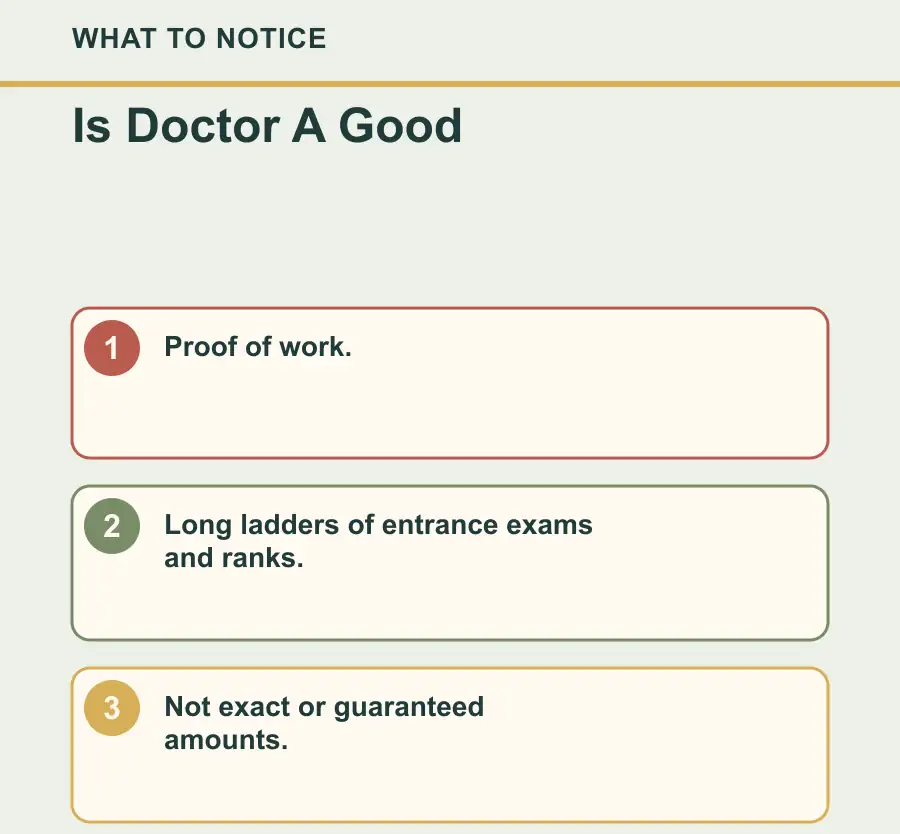 WHAT TO NOTICE
Is Doctor A Good
1
Proof of work.
2
Long ladders of entrance exams
and ranks.
3
Not exact or guaranteed
amounts.